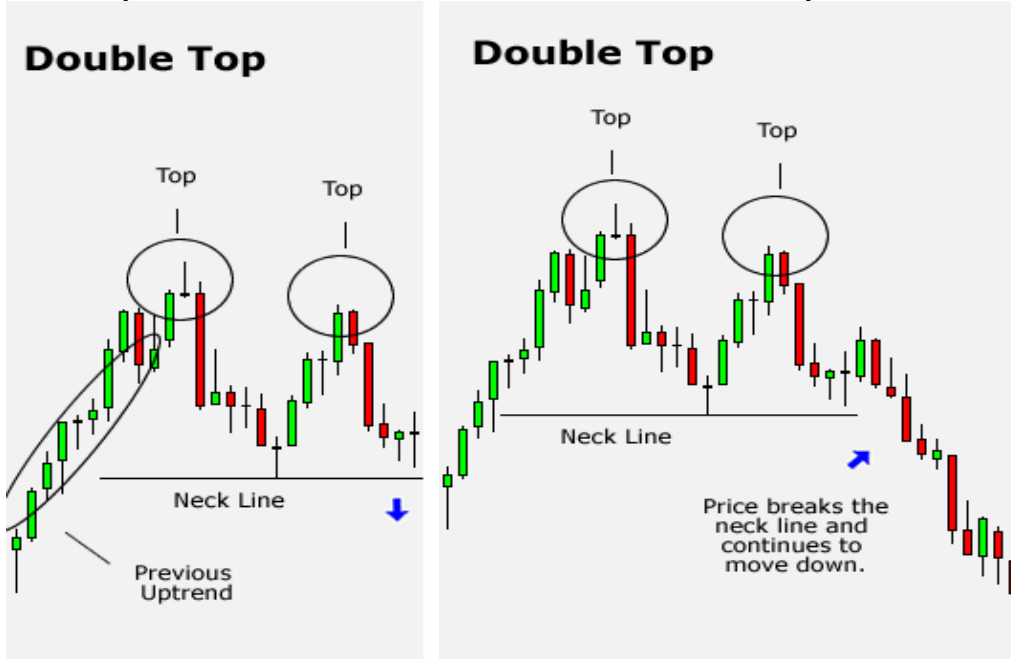 Double Top
Top
Top
Neck Line
Previous
Uptrend
Double Top
Top
Top
Neck Line
Price breaks the
neck line and
continues to
move down.